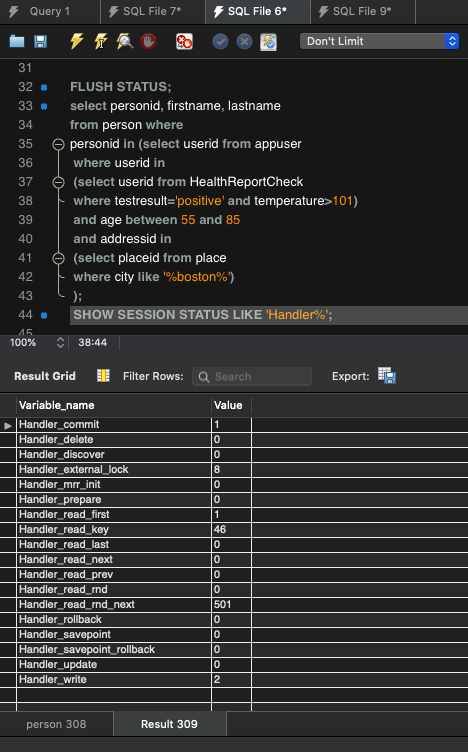 Query 1
SQL File 7*
SQL File 6*
SQL File 9*
Don't Limit
31
32 FLUSH STATUS;
33 select personid, firstname, lastname
34 from person where
35 personid in (select userid from appuser
36 where userid in
37 (select userid from HealthReportCheck
38 where testresult='positive' and temperature>101)
39 and age between 55 and 85
40 and addressid in
41 (select placeid from place
42 where city like '%boston%')
43 );
44 SHOW SESSION STATUS LIKE 'Handler%';
45
100% 38:44
Result Grid Filter Rows: Search Export:
Variable_name Value
Handler_commit 1
Handler_delete 0
Handler_discover 0
Handler_external_lock 8
Handler_mrr_init 0
Handler_prepare 0
Handler_read_first 1
Handler_read_key 46
Handler_read_last 0
Handler_read_next 0
Handler_read_prev 0
Handler_read_rnd 0
Handler_read_rnd_next 501
Handler_rollback 0
Handler_savepoint 0
Handler_savepoint_rollback 0
Handler_update 0
Handler_write 2
person 308 Result 309